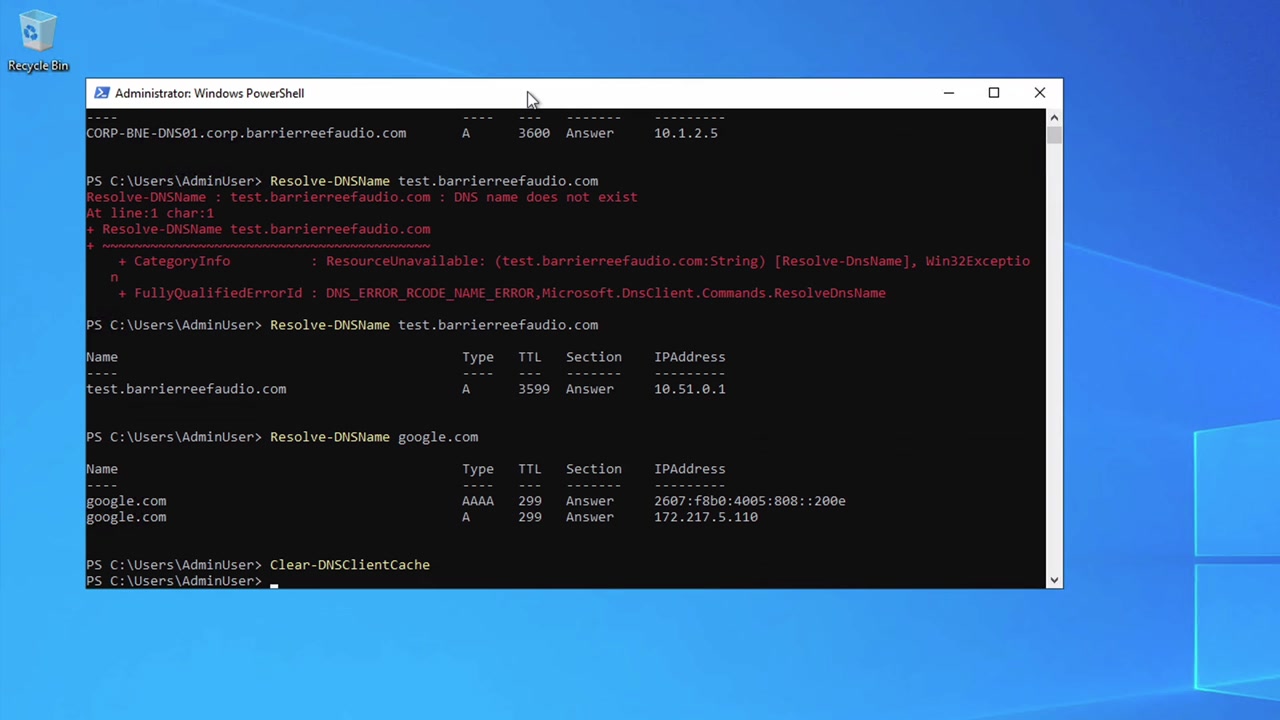 Recycle Bin
Administrator: Windows PowerShell
---- ---- --- ------- ---------
CORP-BNE-DNS01.corp.barrierreefaudio.com A 3600 Answer 10.1.2.5
PS C:\Users\AdminUser> Resolve-DNSName test.barrierreefaudio.com
Resolve-DNSName : test.barrierreefaudio.com : DNS name does not exist
At line:1 char:1
+ Resolve-DNSName test.barrierreefaudio.com
+ ~~~~~~~~~~~~~~~~~~~~~~~~~~~~~~~~~~~~~~~~~
+ CategoryInfo : ResourceUnavailable: (test.barrierreefaudio.com:String) [Resolve-DnsName], Win32Exceptio
n
+ FullyQualifiedErrorId : DNS_ERROR_RCODE_NAME_ERROR,Microsoft.DnsClient.Commands.ResolveDnsName
PS C:\Users\AdminUser> Resolve-DNSName test.barrierreefaudio.com
Name Type TTL Section IPAddress
---- ---- --- ------- ---------
test.barrierreefaudio.com A 3599 Answer 10.51.0.1
PS C:\Users\AdminUser> Resolve-DNSName google.com
Name Type TTL Section IPAddress
---- ---- --- ------- ---------
google.com AAAA 299 Answer 2607:f8b0:4005:808::200e
google.com A 299 Answer 172.217.5.110
PS C:\Users\AdminUser> Clear-DNSClientCache
PS C:\Users\AdminUser>